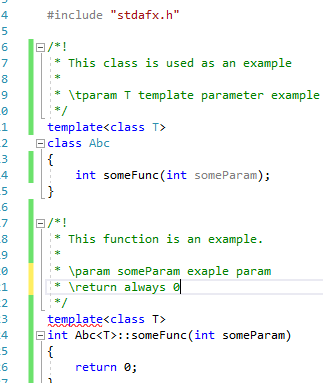 #include "stdafx.h"
/*!
* This class is used as an example
*
* \tparam T template parameter example
*/
template<class T>
class Abc
{
int someFunc(int someParam);
}
/*!
* This function is an example.
*
* \param someParam exaple param
* \return always 0
*/
template<class T>
int Abc<T>::someFunc(int someParam)
{
return 0;
}